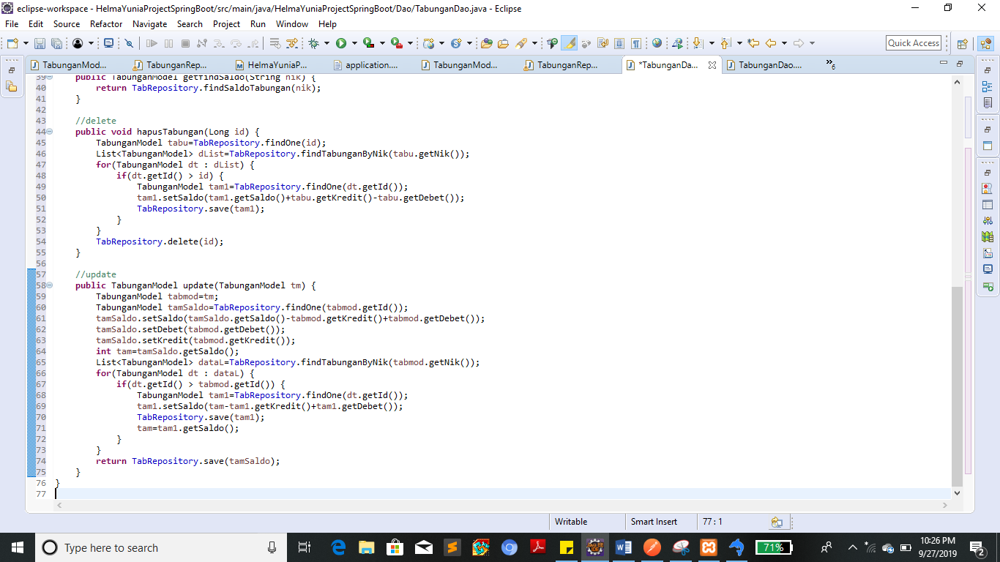 eclipse-workspace - HelmaYuniaProjectSpringBoot/src/main/java/HelmaYuniaProjectSpringBoot/Dao/TabunganDao.java - Eclipse
File Edit Source Refactor Navigate Search Project Run Window Help
Quick Access
TabunganMod... TabunganRep... HelmaYuniaP... application.... TabunganMod... TabunganRep... *TabunganDa... TabunganDao.... »6
39 public TabunganModel getfindSaldo(String nik) {
40 return TabRepository.findSaldoTabungan(nik);
41 }
42
43 //delete
44 public void hapusTabungan(Long id) {
45 TabunganModel tabu=TabRepository.findOne(id);
46 List<TabunganModel> dList=TabRepository.findTabunganByNik(tabu.getNik());
47 for(TabunganModel dt : dList) {
48 if(dt.getId() > id) {
49 TabunganModel tam1=TabRepository.findOne(dt.getId());
50 tam1.setSaldo(tam1.getSaldo()+tabu.getKredit()-tabu.getDebet());
51 TabRepository.save(tam1);
52 }
53 }
54 TabRepository.delete(id);
55 }
56
57 //update
58 public TabunganModel update(TabunganModel tm) {
59 TabunganModel tabmod=tm;
60 TabunganModel tamSaldo=TabRepository.findOne(tabmod.getId());
61 tamSaldo.setSaldo(tamSaldo.getSaldo()-tabmod.getKredit()+tabmod.getDebet());
62 tamSaldo.setDebet(tabmod.getDebet());
63 tamSaldo.setKredit(tabmod.getKredit());
64 int tam=tamSaldo.getSaldo();
65 List<TabunganModel> dataL=TabRepository.findTabunganByNik(tabmod.getNik());
66 for(TabunganModel dt : dataL) {
67 if(dt.getId() > tabmod.getId()) {
68 TabunganModel tam1=TabRepository.findOne(dt.getId());
69 tam1.setSaldo(tam-tam1.getKredit()+tam1.getDebet());
70 TabRepository.save(tam1);
71 tam=tam1.getSaldo();
72 }
73 }
74 return TabRepository.save(tamSaldo);
75 }
76 }
77
Writable Smart Insert 77 : 1
Type here to search
71%
10:26 PM
9/27/2019
2